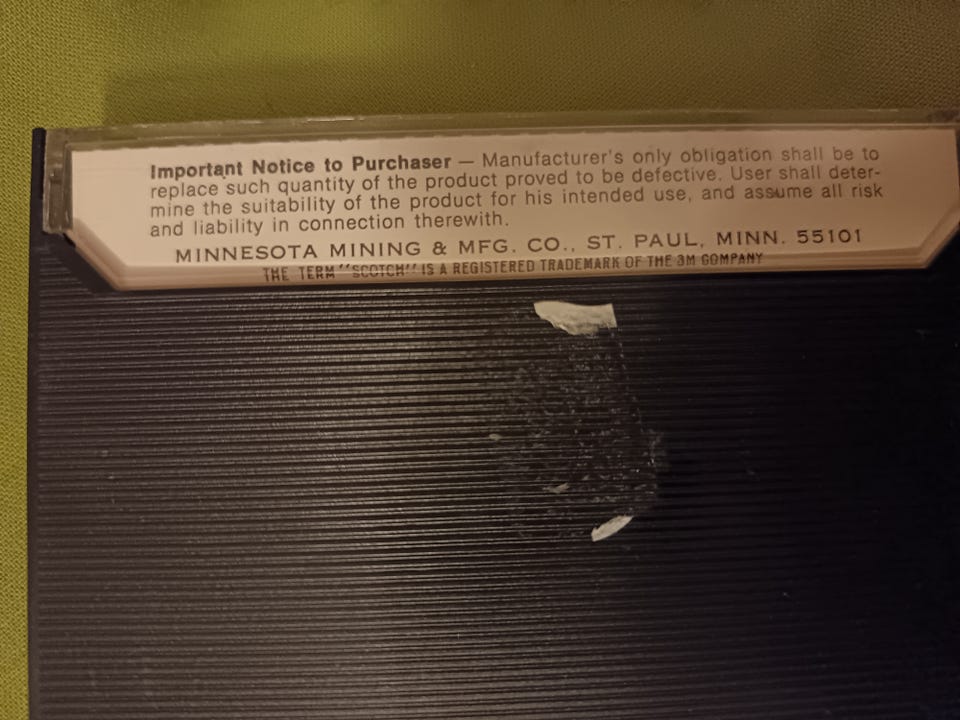 Important Notice to Purchaser — Manufacturer's only obligation shall be to
replace such quantity of the product proved to be defective. User shall deter-
mine the suitability of the product for his intended use, and assume all risk
and liability in connection therewith.
MINNESOTA MINING & MFG. CO., ST. PAUL, MINN. 55101
THE TERM "SCOTCH" IS A REGISTERED TRADEMARK OF THE 3M COMPANY